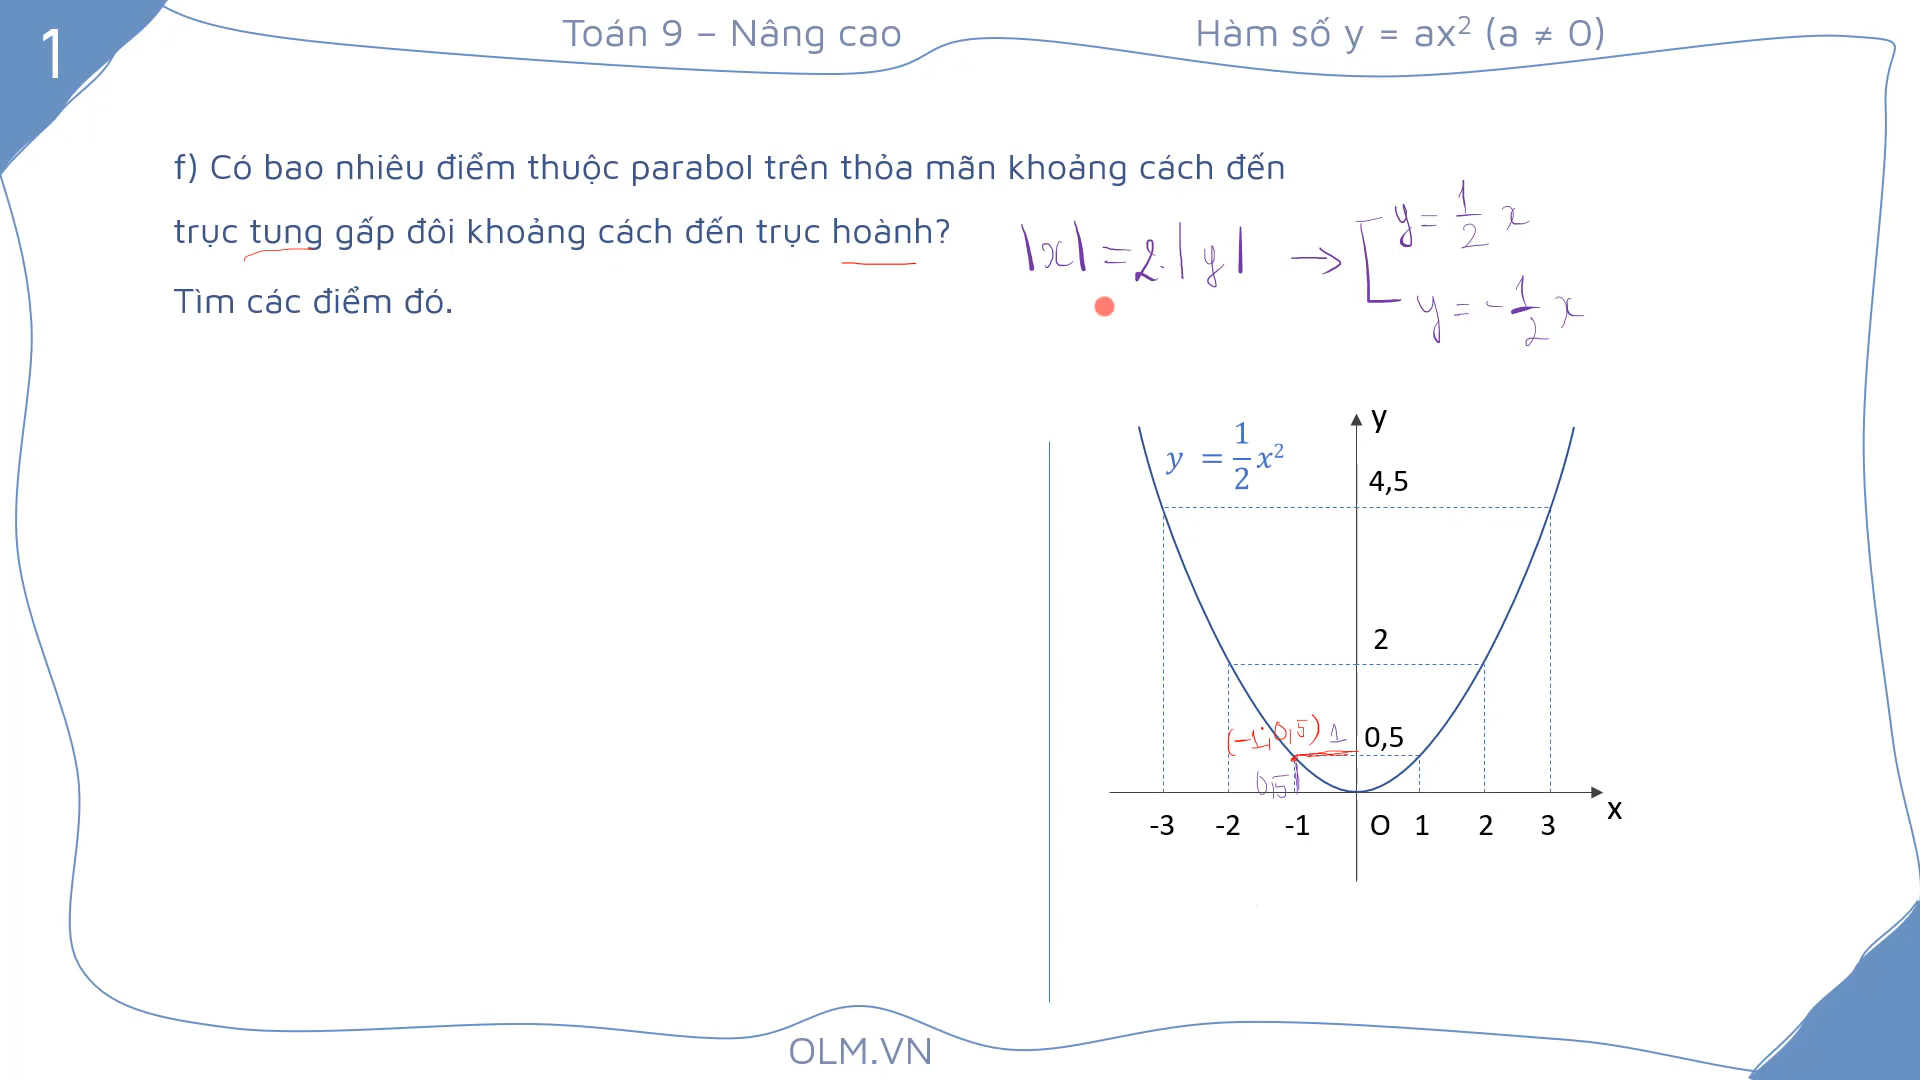 1
Toán 9 – Nâng cao
Hàm số y = ax² (a ≠ 0)
f) Có bao nhiêu điểm thuộc parabol trên thỏa mãn khoảng cách đến
trục tung gấp đôi khoảng cách đến trục hoành?
Tìm các điểm đó.
|x| = 2.|y| → [ y = 1/2 x
y = -1/2 x
y
y = 1/2 x²
4,5
2
(-1; 0,5) 1 0,5
0,5
x
-3 -2 -1 O 1 2 3
OLM.VN